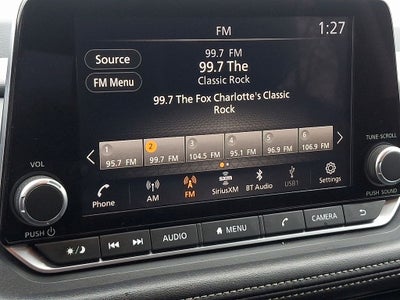 FM
1:27
Source
FM Menu
99.7 FM
99.7 The
Classic Rock
99.7 The Fox Charlotte's Classic
Rock
1 2 3 4 5 6
95.7 FM 99.7 FM 104.5 FM 95.1 FM 96.9 FM 106.9 FM
Phone AM FM SiriusXM BT Audio USB1 Settings
VOL
TUNE·SCROLL
PUSH
PUSH SOUND
AUDIO MENU CAMERA